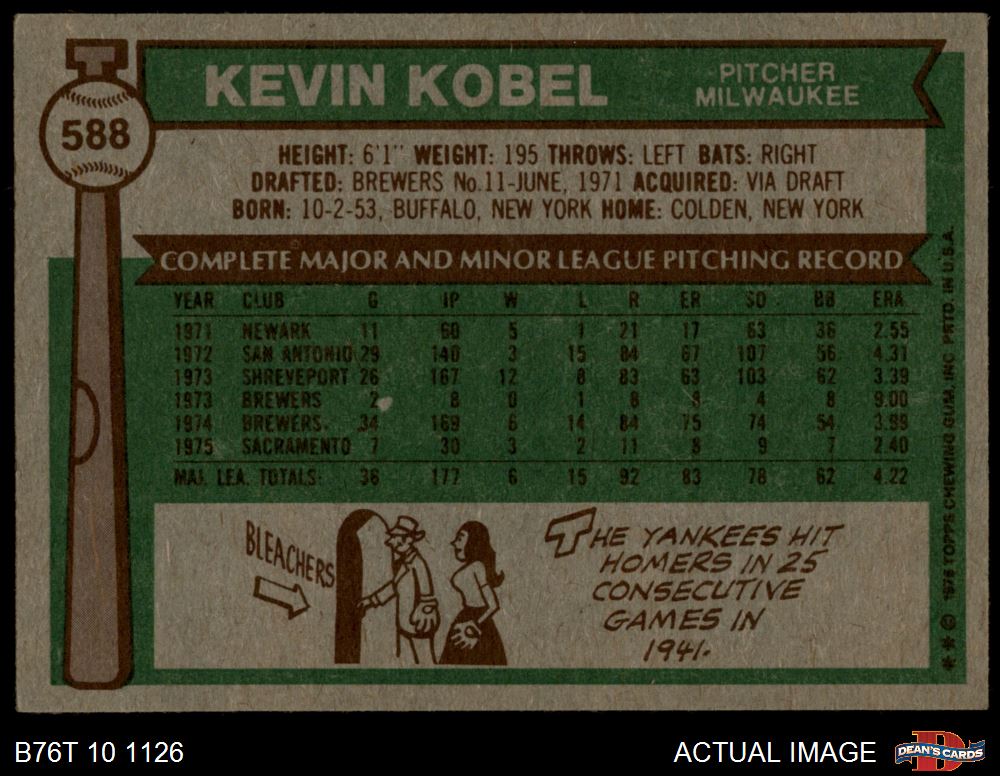 KEVIN KOBEL
PITCHER
MILWAUKEE
588
HEIGHT: 6'1" WEIGHT: 195 THROWS: LEFT BATS: RIGHT
DRAFTED: BREWERS No.11-JUNE, 1971 ACQUIRED: VIA DRAFT
BORN: 10-2-53, BUFFALO, NEW YORK HOME: COLDEN, NEW YORK
COMPLETE MAJOR AND MINOR LEAGUE PITCHING RECORD
YEAR CLUB G IP W L R ER SO BB ERA
1971 NEWARK 11 60 5 1 21 17 63 36 2.55
1972 SAN ANTONIO 29 140 3 15 84 67 107 56 4.31
1973 SHREVEPORT 26 167 12 8 83 63 103 62 3.39
1973 BREWERS 2 8 0 1 8 8 4 8 9.00
1974 BREWERS 34 169 6 14 84 75 74 54 3.99
1975 SACRAMENTO 7 30 3 2 11 8 9 7 2.40
MAJ. LEA. TOTALS: 36 177 6 15 92 83 78 62 4.22
BLEACHERS
THE YANKEES HIT
HOMERS IN 25
CONSECUTIVE
GAMES IN
1941.
** © 1976 TOPPS CHEWING GUM, INC. PRTD. IN U.S.A.
B76T 10 1126
ACTUAL IMAGE
DEAN'S CARDS